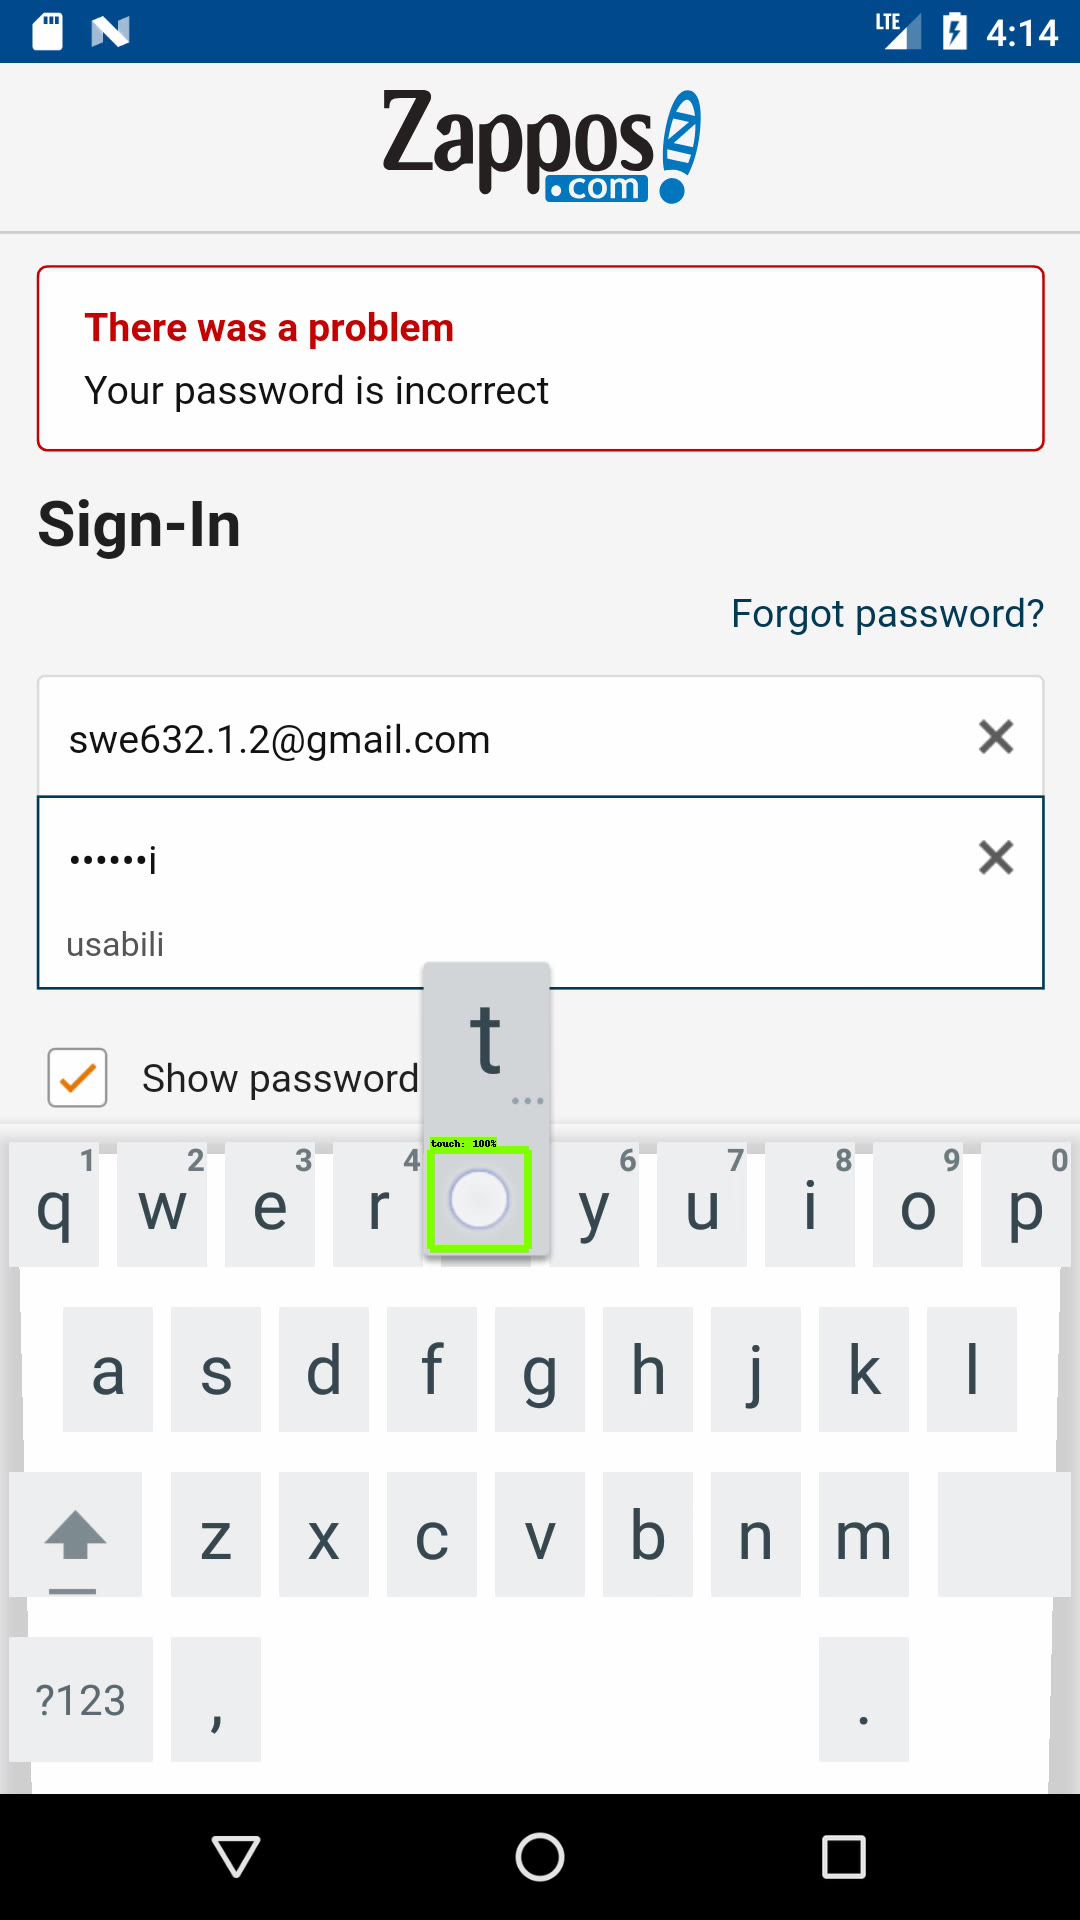 LTE 4:14
Zappos
.com
There was a problem
Your password is incorrect
Sign-In
Forgot password?
swe632.1.2@gmail.com
••••••i
usabili
t
Show password
touch: 100%
1 2 3 4 6 7 8 9 0
q w e r y u i o p
a s d f g h j k l
z x c v b n m
?123 , .